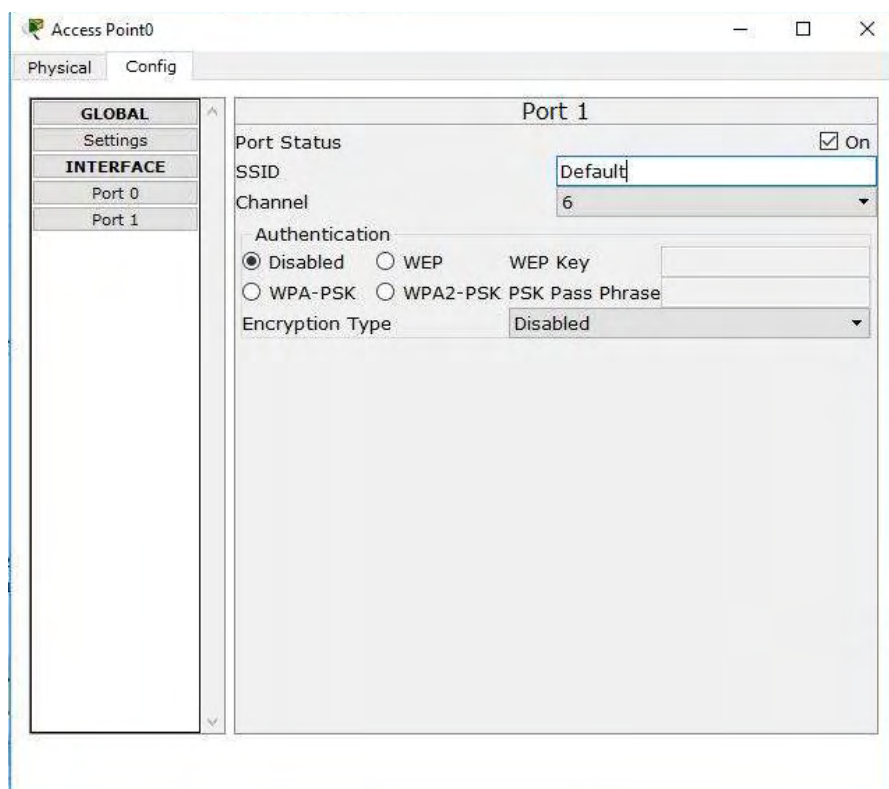 Access Point0
Physical Config
GLOBAL
Settings
INTERFACE
Port 0
Port 1
Port 1
Port Status On
SSID Default
Channel 6
Authentication
Disabled WEP WEP Key
WPA-PSK WPA2-PSK PSK Pass Phrase
Encryption Type Disabled